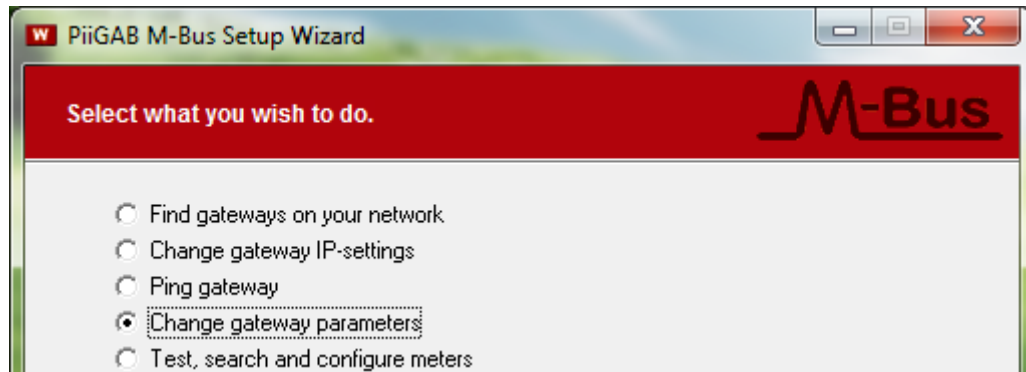 W PiiGAB M-Bus Setup Wizard
Select what you wish to do.
M-Bus
Find gateways on your network
Change gateway IP-settings
Ping gateway
Change gateway parameters
Test, search and configure meters